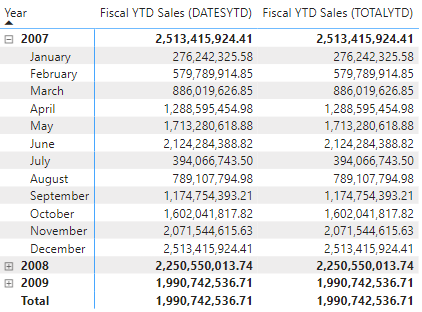 Year Fiscal YTD Sales (DATESYTD) Fiscal YTD Sales (TOTALYTD)
2007 2,513,415,924.41 2,513,415,924.41
January 276,242,325.58 276,242,325.58
February 579,789,914.85 579,789,914.85
March 886,019,626.85 886,019,626.85
April 1,288,595,454.98 1,288,595,454.98
May 1,713,280,618.88 1,713,280,618.88
June 2,124,284,388.82 2,124,284,388.82
July 394,066,743.50 394,066,743.50
August 789,107,794.98 789,107,794.98
September 1,174,754,393.21 1,174,754,393.21
October 1,602,041,817.82 1,602,041,817.82
November 2,071,544,615.63 2,071,544,615.63
December 2,513,415,924.41 2,513,415,924.41
2008 2,250,550,013.74 2,250,550,013.74
2009 1,990,742,536.71 1,990,742,536.71
Total 1,990,742,536.71 1,990,742,536.71